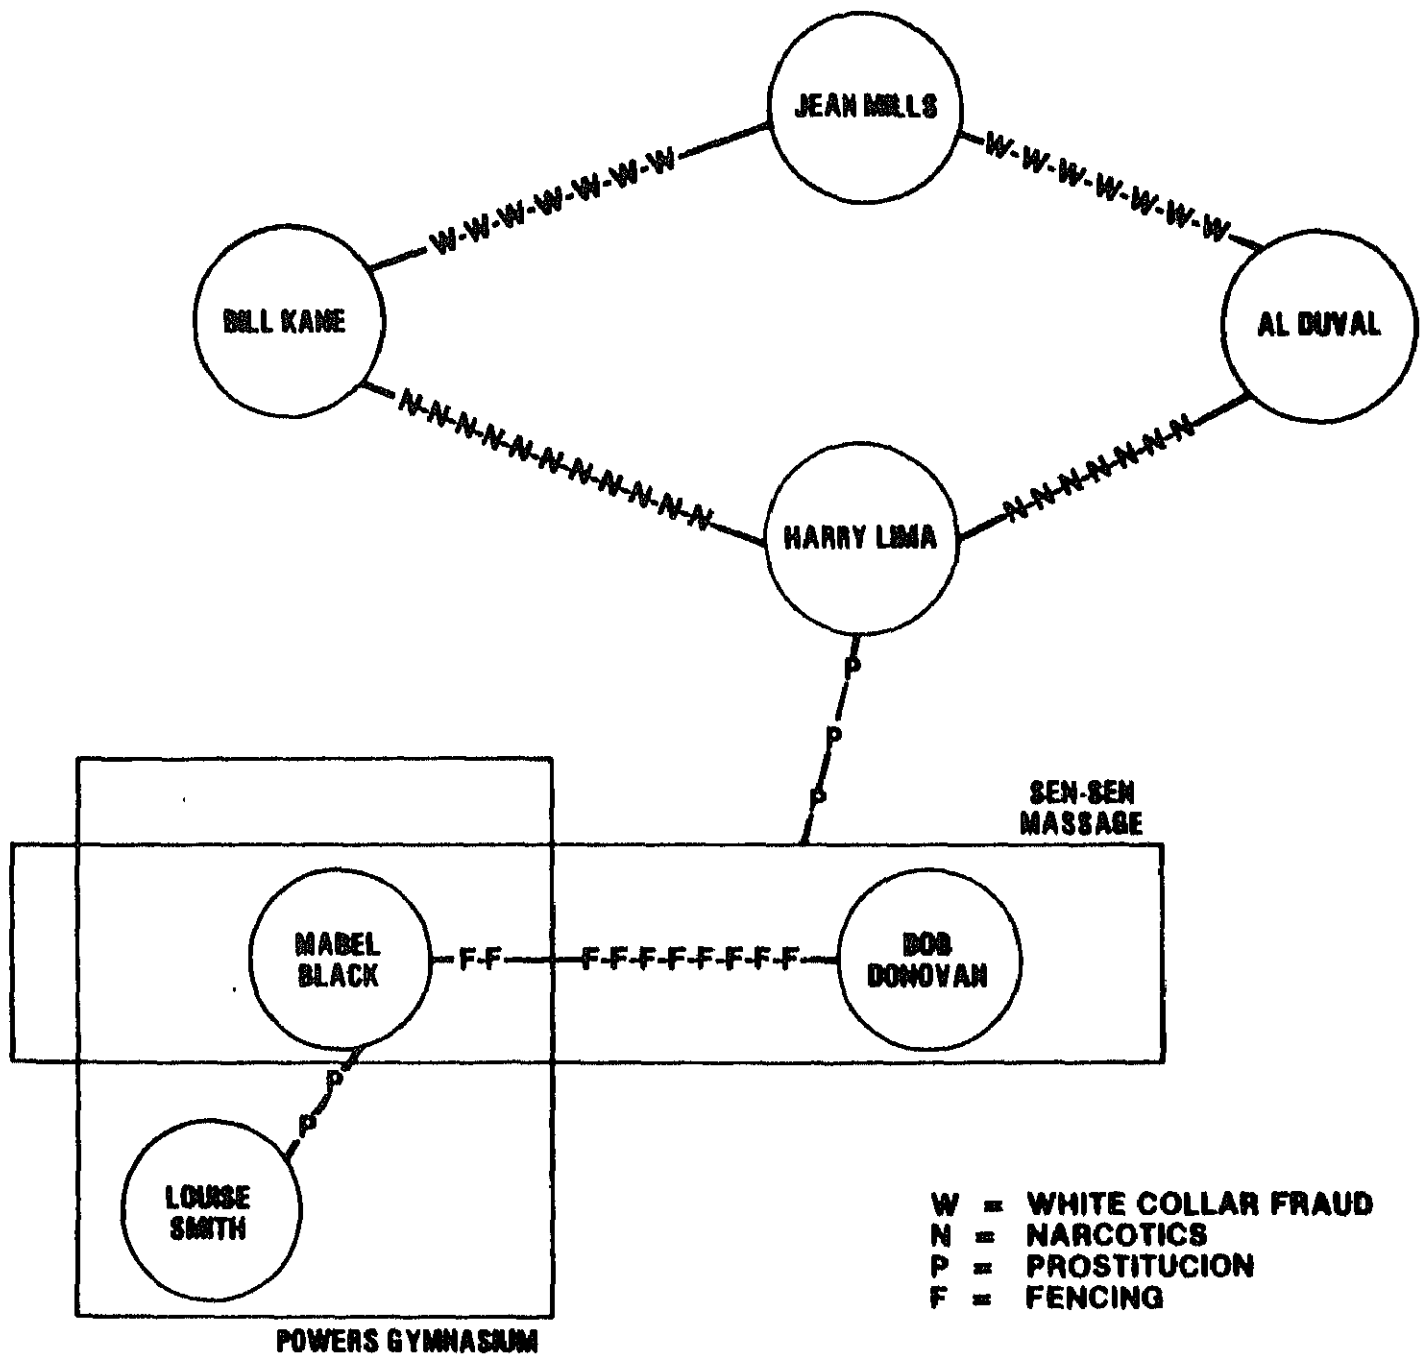 JEAN MILLS
W-W-W-W-W-W-W
W-W-W-W-W-W-W
BILL KANE
AL DUVAL
N-N-N-N-N-N-N-N-N-N-N
N-N-N-N-N-N-N
HARRY LIMA
P
P
P
SEN-SEN
MASSAGE
MABEL
BLACK
F-F
F-F-F-F-F-F-F-F
BOB
DONOVAN
P
P
LOUISE
SMITH
W = WHITE COLLAR FRAUD
N = NARCOTICS
P = PROSTITUCION
F = FENCING
POWERS GYMNASIUM